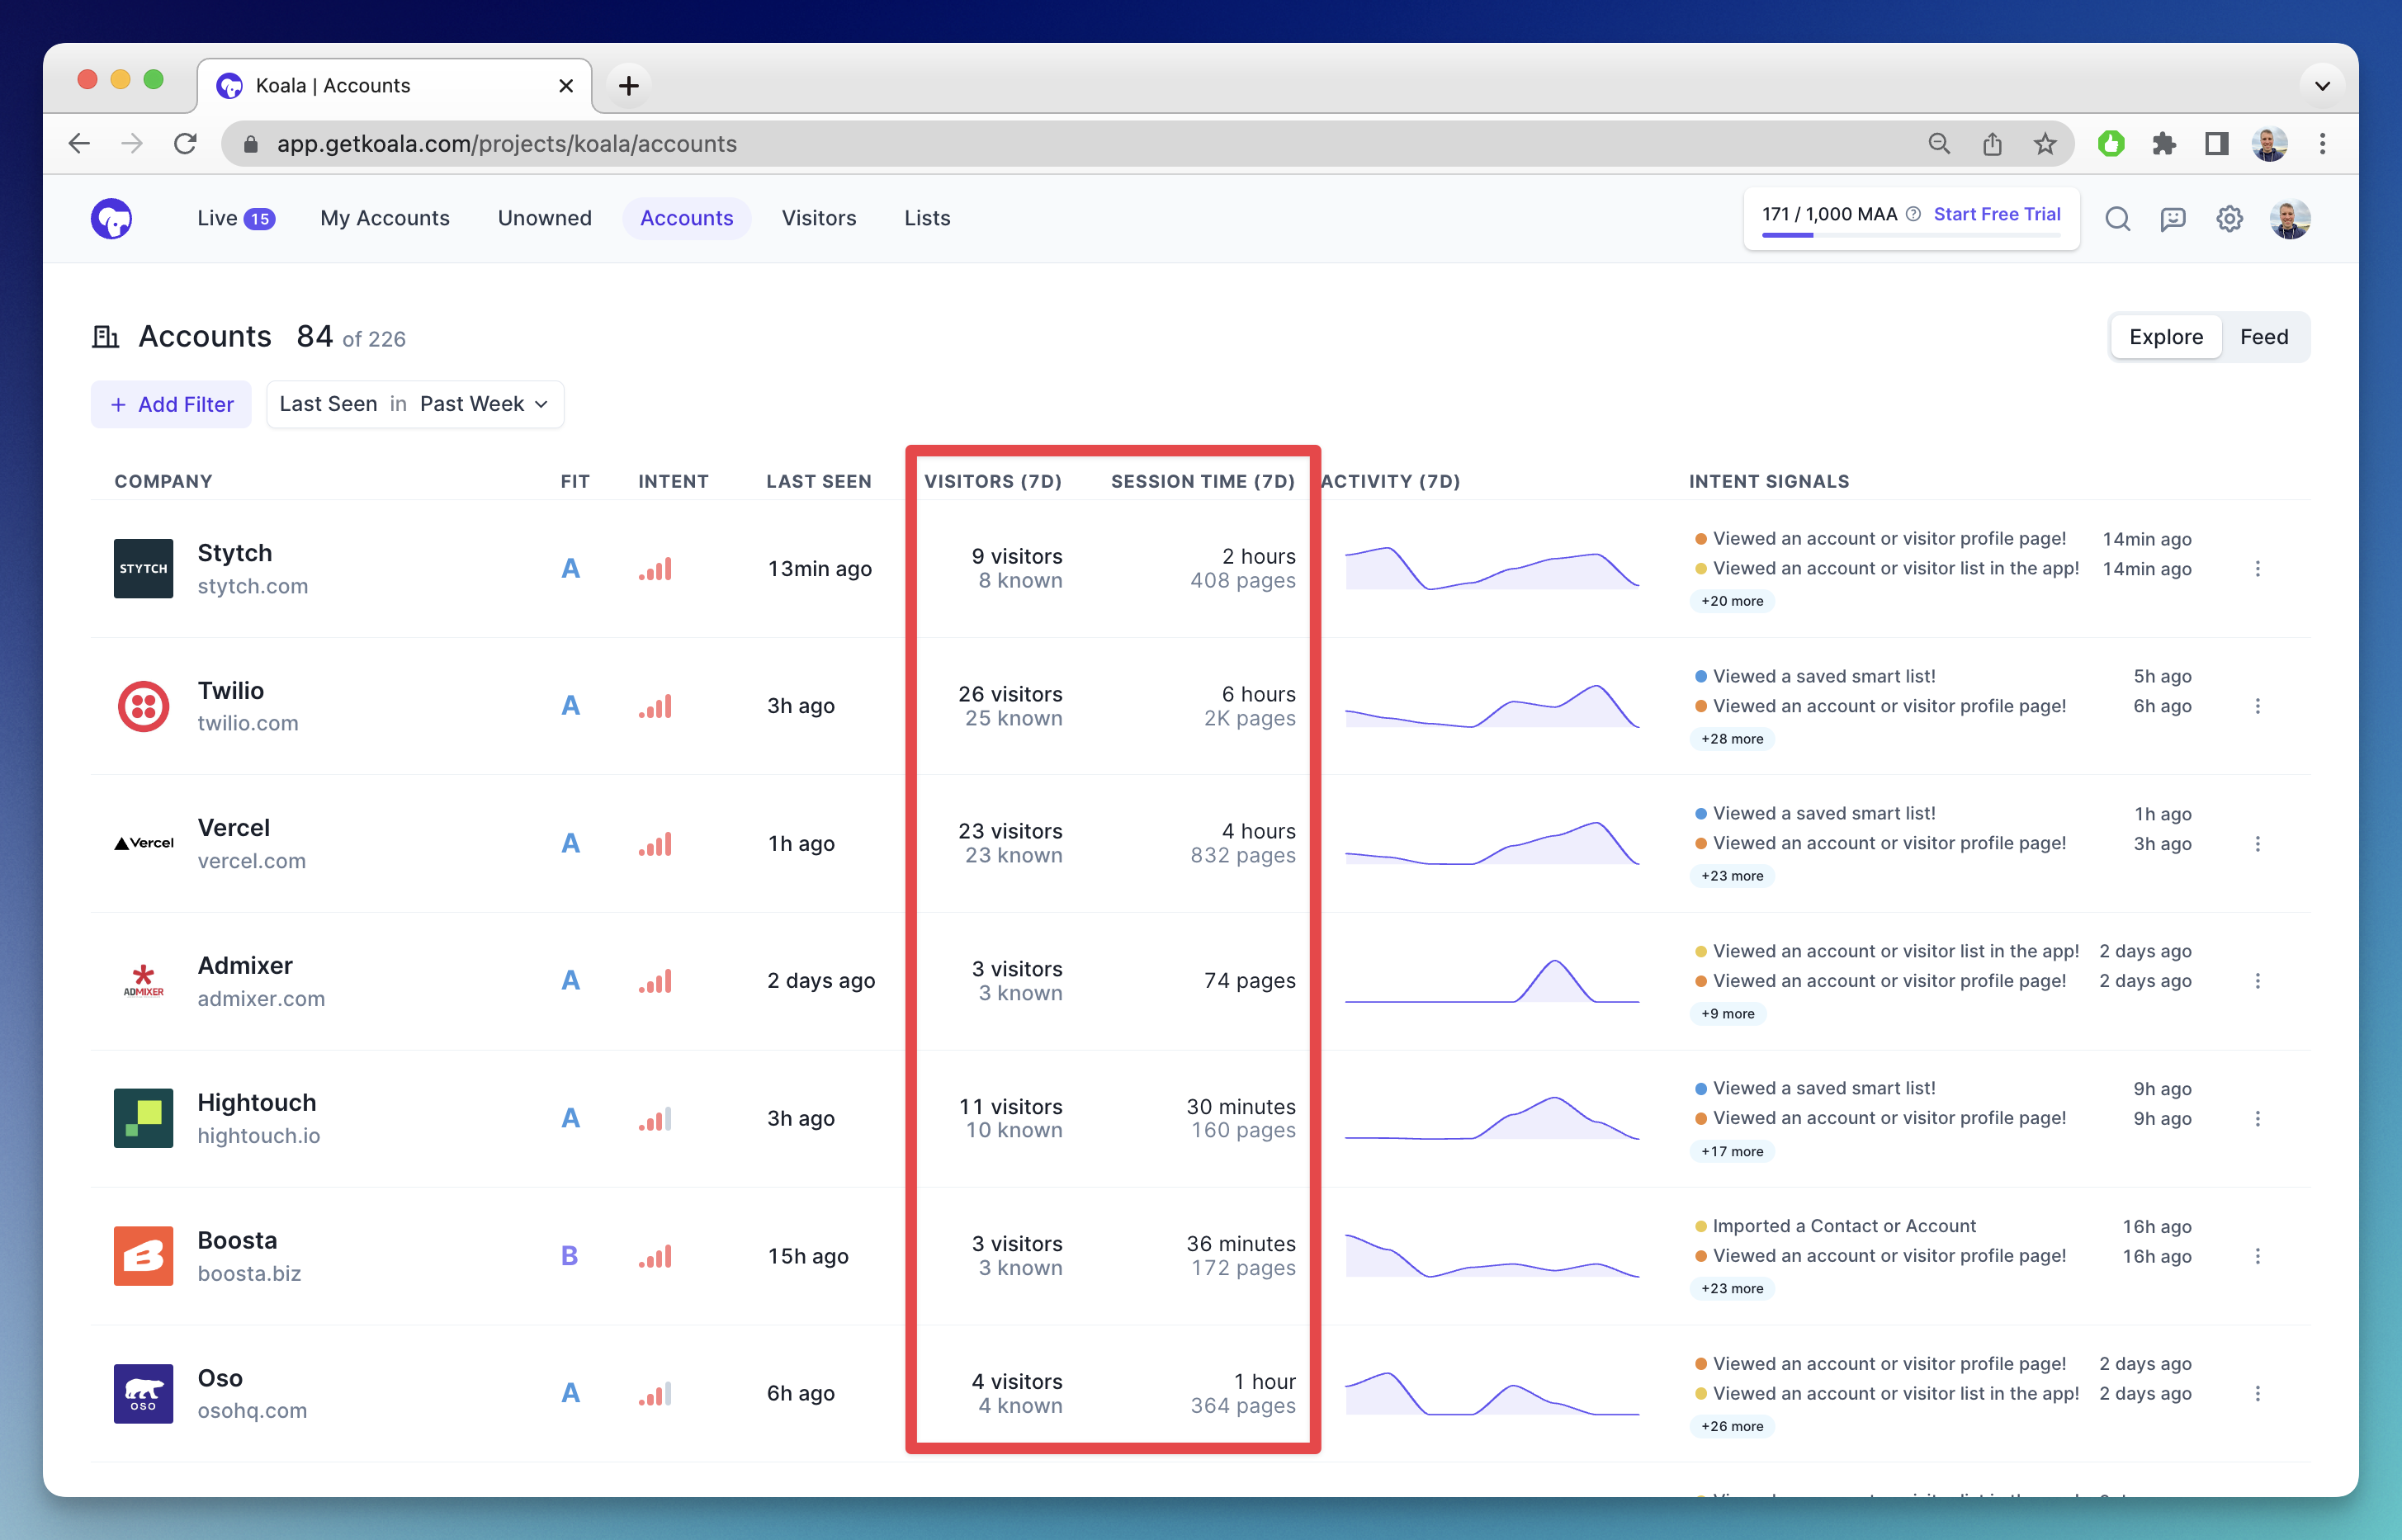 Koala | Accounts
app.getkoala.com/projects/koala/accounts
Live 15 My Accounts Unowned Accounts Visitors Lists
171 / 1,000 MAA Start Free Trial
Accounts 84 of 226
Explore Feed
+ Add Filter Last Seen in Past Week
COMPANY FIT INTENT LAST SEEN VISITORS (7D) SESSION TIME (7D) ACTIVITY (7D) INTENT SIGNALS
STYTCH
Stytch
stytch.com
A
13min ago
9 visitors
8 known
2 hours
408 pages
Viewed an account or visitor profile page! 14min ago
Viewed an account or visitor list in the app! 14min ago
+20 more
Twilio
twilio.com
A
3h ago
26 visitors
25 known
6 hours
2K pages
Viewed a saved smart list! 5h ago
Viewed an account or visitor profile page! 6h ago
+28 more
Vercel
Vercel
vercel.com
A
1h ago
23 visitors
23 known
4 hours
832 pages
Viewed a saved smart list! 1h ago
Viewed an account or visitor profile page! 3h ago
+23 more
ADMIXER
Admixer
admixer.com
A
2 days ago
3 visitors
3 known
74 pages
Viewed an account or visitor list in the app! 2 days ago
Viewed an account or visitor profile page! 2 days ago
+9 more
Hightouch
hightouch.io
A
3h ago
11 visitors
10 known
30 minutes
160 pages
Viewed a saved smart list! 9h ago
Viewed an account or visitor profile page! 9h ago
+17 more
B
Boosta
boosta.biz
B
15h ago
3 visitors
3 known
36 minutes
172 pages
Imported a Contact or Account 16h ago
Viewed an account or visitor profile page! 16h ago
+23 more
OSO
Oso
osohq.com
A
6h ago
4 visitors
4 known
1 hour
364 pages
Viewed an account or visitor profile page! 2 days ago
Viewed an account or visitor list in the app! 2 days ago
+26 more